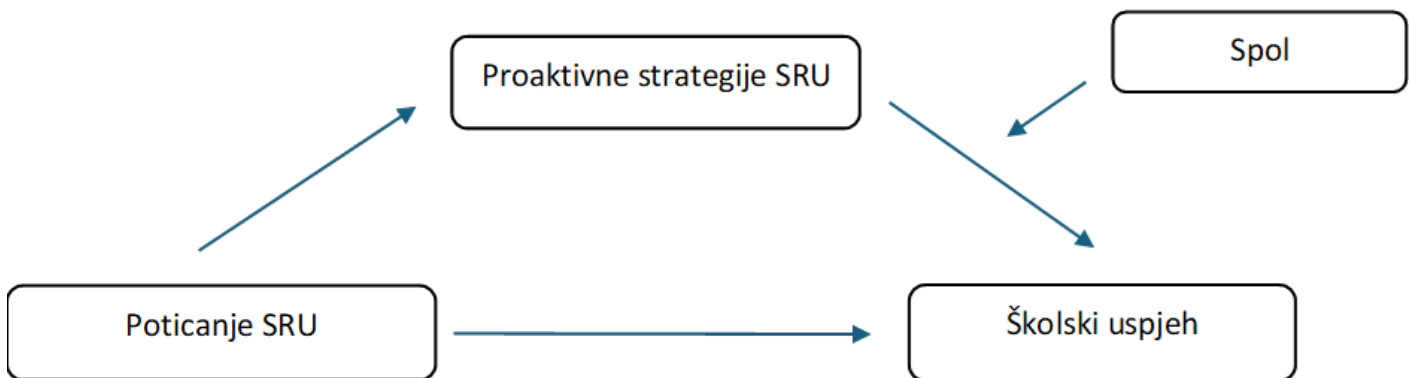 Proaktivne strategije SRU
Spol
Poticanje SRU
Školski uspjeh